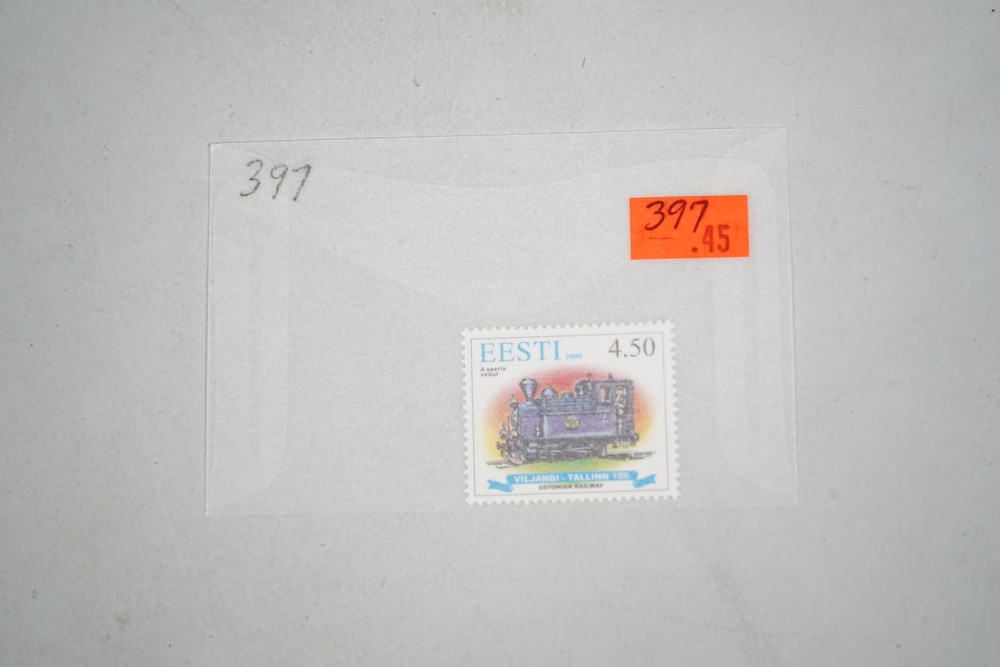 397
397
.45
EESTI 2000 4.50
A-seeria
vedur
VILJANDI - TALLINN 100
ESTONIAN RAILWAY